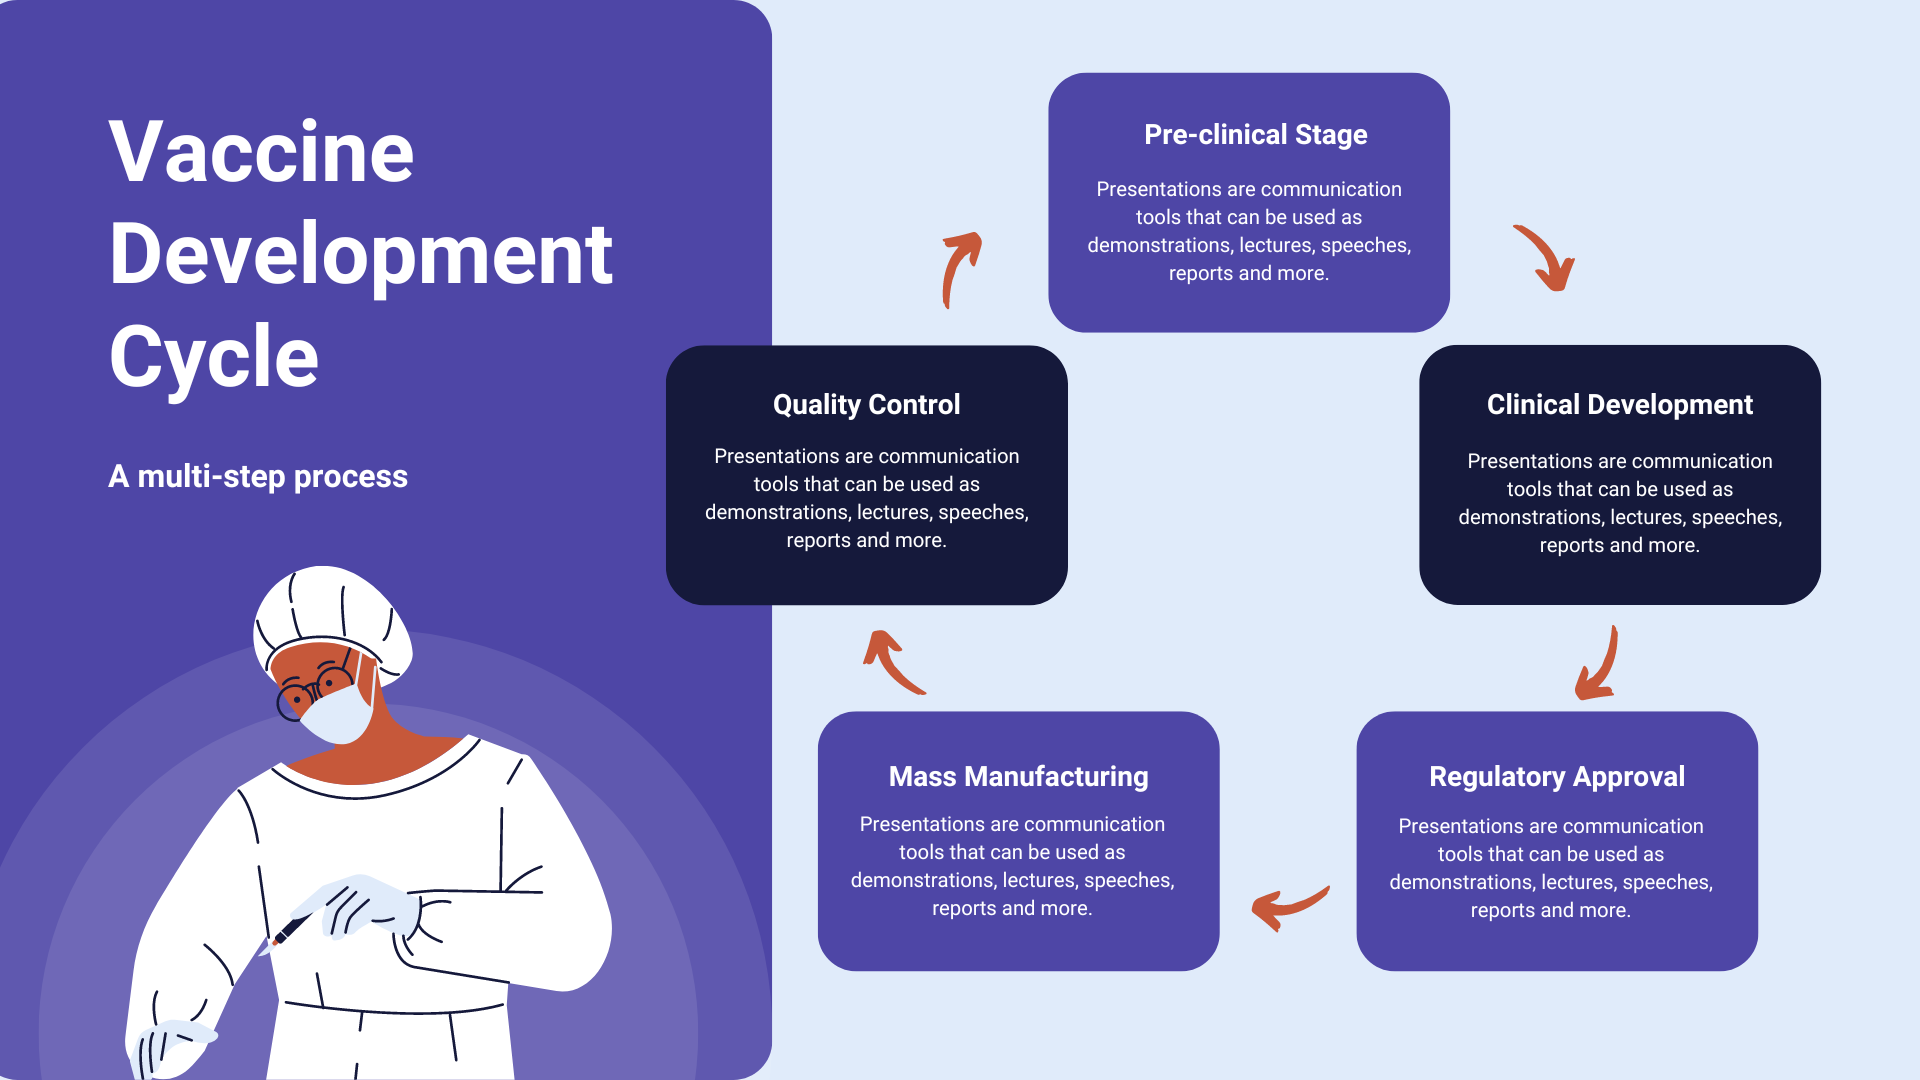 Vaccine
Development
Cycle
A multi-step process
Pre-clinical Stage
Presentations are communication
tools that can be used as
demonstrations, lectures, speeches,
reports and more.
Clinical Development
Presentations are communication
tools that can be used as
demonstrations, lectures, speeches,
reports and more.
Regulatory Approval
Presentations are communication
tools that can be used as
demonstrations, lectures, speeches,
reports and more.
Mass Manufacturing
Presentations are communication
tools that can be used as
demonstrations, lectures, speeches,
reports and more.
Quality Control
Presentations are communication
tools that can be used as
demonstrations, lectures, speeches,
reports and more.